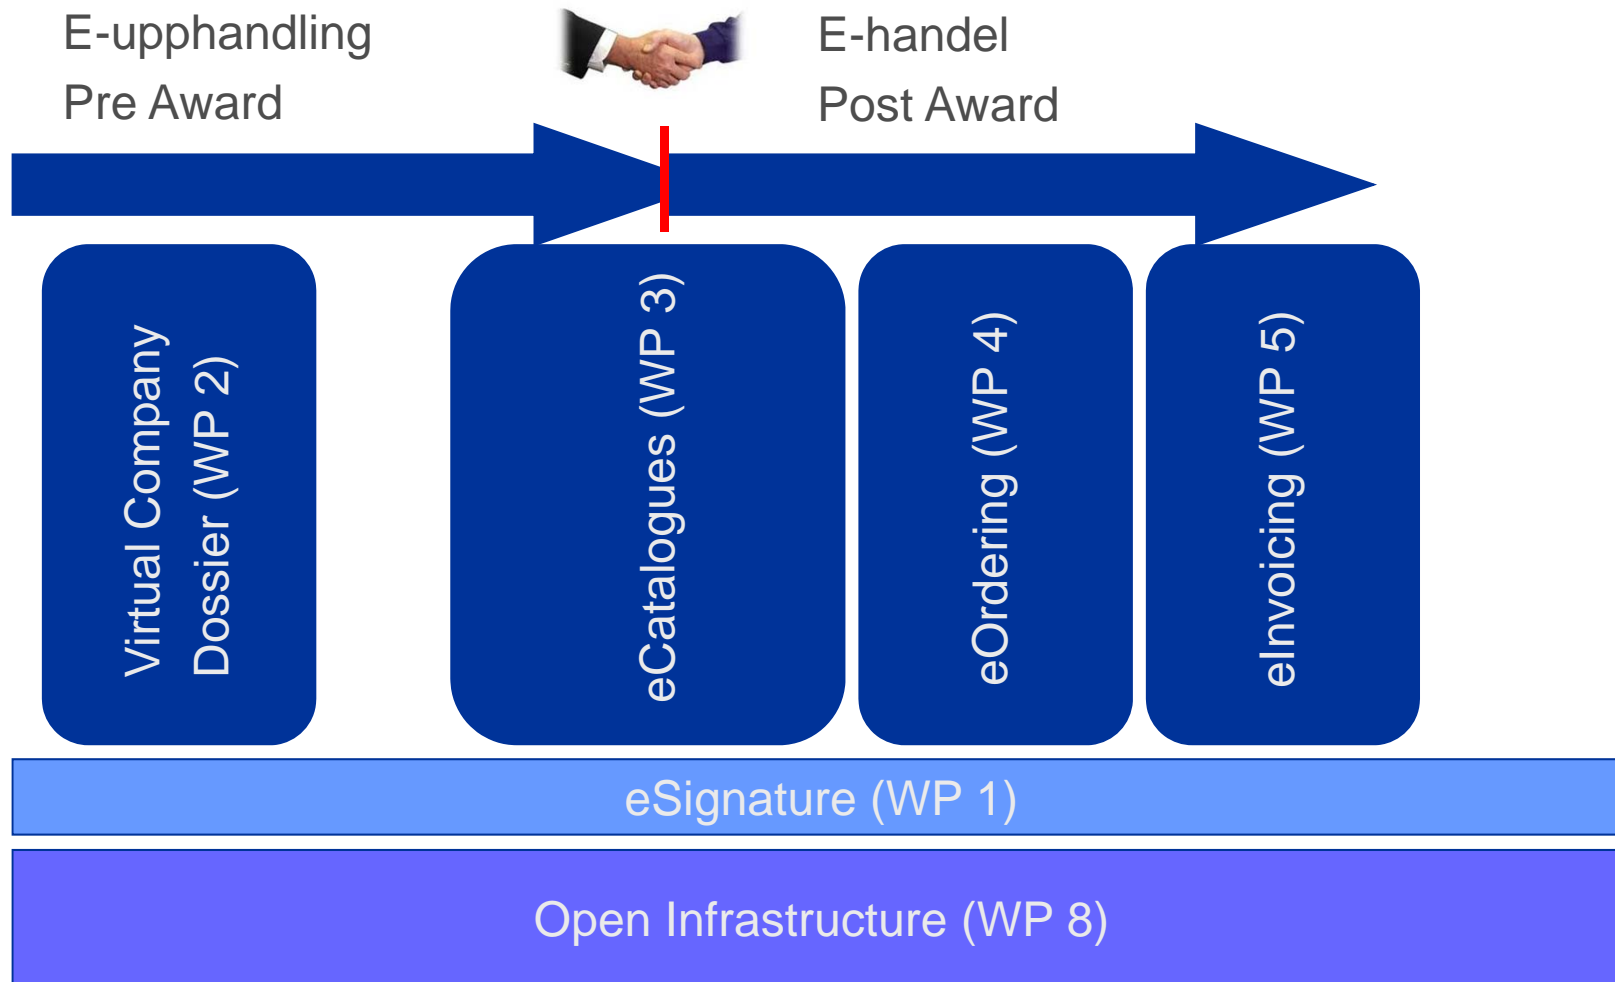 E-upphandling
Pre Award
E-handel
Post Award
Virtual Company
Dossier (WP 2)
eCatalogues (WP 3)
eOrdering (WP 4)
eInvoicing (WP 5)
eSignature (WP 1)
Open Infrastructure (WP 8)